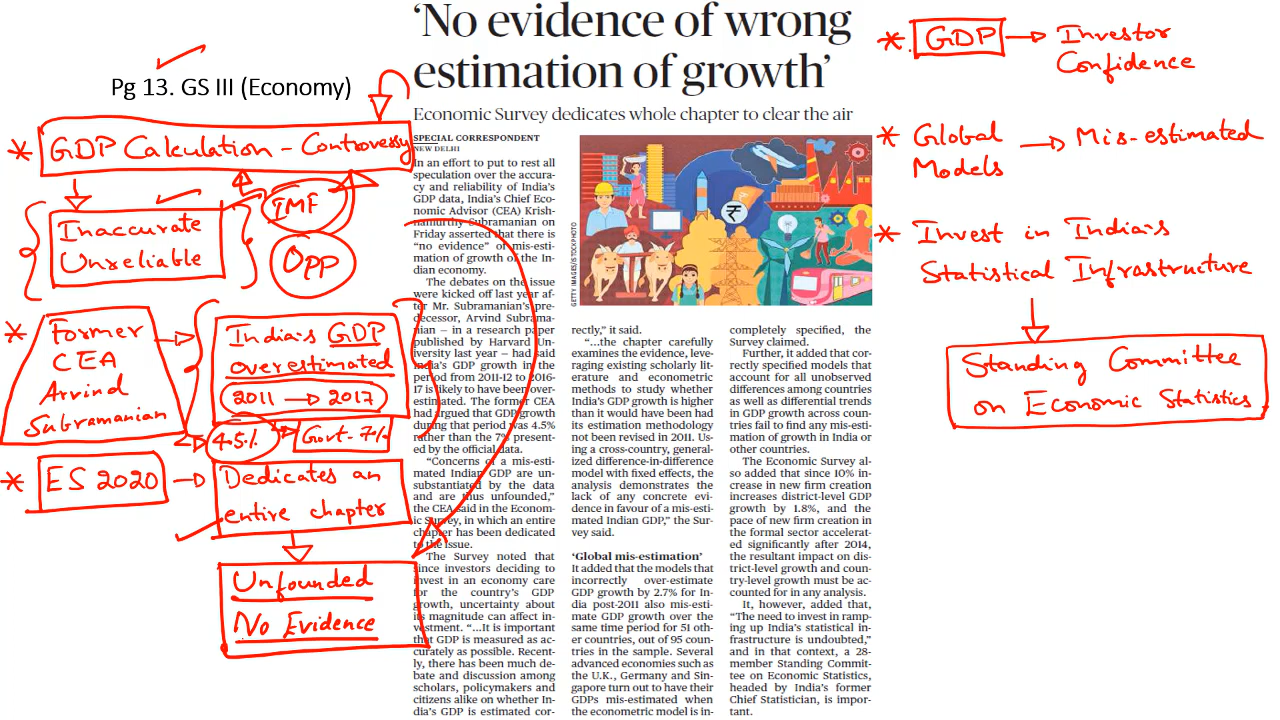 Pg 13. GS III (Economy)
* GDP Calculation - Controversy
Inaccurate
Unreliable
IMF
OPP
* Former
CEA
Arvind
Subramanian
India's GDP
overestimated
2011 → 2017
4.5%
Govt - 7%
* ES 2020
Dedicates an
entire chapter
Unfounded
No Evidence
‘No evidence of wrong
estimation of growth’
Economic Survey dedicates whole chapter to clear the air
SPECIAL CORRESPONDENT
NEW DELHI
In an effort to put to rest all
speculation over the accura-
cy and reliability of India’s
GDP data, India’s Chief Eco-
nomic Advisor (CEA) Krish-
namurthy Subramanian on
Friday asserted that there is
“no evidence” of mis-esti-
mation of growth of the In-
dian economy.
The debates on the issue
were kicked off last year af-
ter Mr. Subramanian’s pre-
decessor, Arvind Subrama-
nian – in a research paper
published by Harvard Uni-
versity last year – had said
India’s GDP growth in the
period from 2011-12 to 2016-
17 is likely to have been over-
estimated. The former CEA
had argued that GDP growth
during that period was 4.5%
rather than the 7% present-
ed by the official data.
“Concerns of a mis-esti-
mated Indian GDP are un-
substantiated by the data
and are thus unfounded,”
the CEA said in the Econom-
ic Survey, in which an entire
chapter has been dedicated
to the issue.
The Survey noted that
since investors deciding to
invest in an economy care
for the country’s GDP
growth, uncertainty about
its magnitude can affect in-
vestment. “...It is important
that GDP is measured as ac-
curately as possible. Recent-
ly, there has been much de-
bate and discussion among
scholars, policymakers and
citizens alike on whether In-
dia’s GDP is estimated cor-
GETTY IMAGES/ISTOCKPHOTO
₹
rectly,” it said.
“...the chapter carefully
examines the evidence, leve-
raging existing scholarly lit-
erature and econometric
methods to study whether
India’s GDP growth is higher
than it would have been had
its estimation methodology
not been revised in 2011. Us-
ing a cross-country, general-
ized difference-in-difference
model with fixed effects, the
analysis demonstrates the
lack of any concrete evi-
dence in favour of a mis-esti-
mated Indian GDP,” the Sur-
vey said.
‘Global mis-estimation’
It added that the models that
incorrectly over-estimate
GDP growth by 2.7% for In-
dia post-2011 also mis-esti-
mate GDP growth over the
same time period for 51 oth-
er countries, out of 95 coun-
tries in the sample. Several
advanced economies such as
the U.K., Germany and Sin-
gapore turn out to have their
GDPs mis-estimated when
the econometric model is in-
completely specified, the
Survey claimed.
Further, it added that cor-
rectly specified models that
account for all unobserved
differences among countries
as well as differential trends
in GDP growth across coun-
tries fail to find any mis-esti-
mation of growth in India or
other countries.
The Economic Survey al-
so added that since 10% in-
crease in new firm creation
increases district-level GDP
growth by 1.8%, and the
pace of new firm creation in
the formal sector accelerat-
ed significantly after 2014,
the resultant impact on dis-
trict-level growth and coun-
try-level growth must be ac-
counted for in any analysis.
It, however, added that,
“The need to invest in ramp-
ing up India’s statistical in-
frastructure is undoubted,”
and in that context, a 28-
member Standing Commit-
tee on Economic Statistics,
headed by India’s former
Chief Statistician, is impor-
tant.
* GDP → Investor
Confidence
* Global → Mis-estimated
Models
* Invest in India's
Statistical Infrastructure
Standing Committee
on Economic Statistics